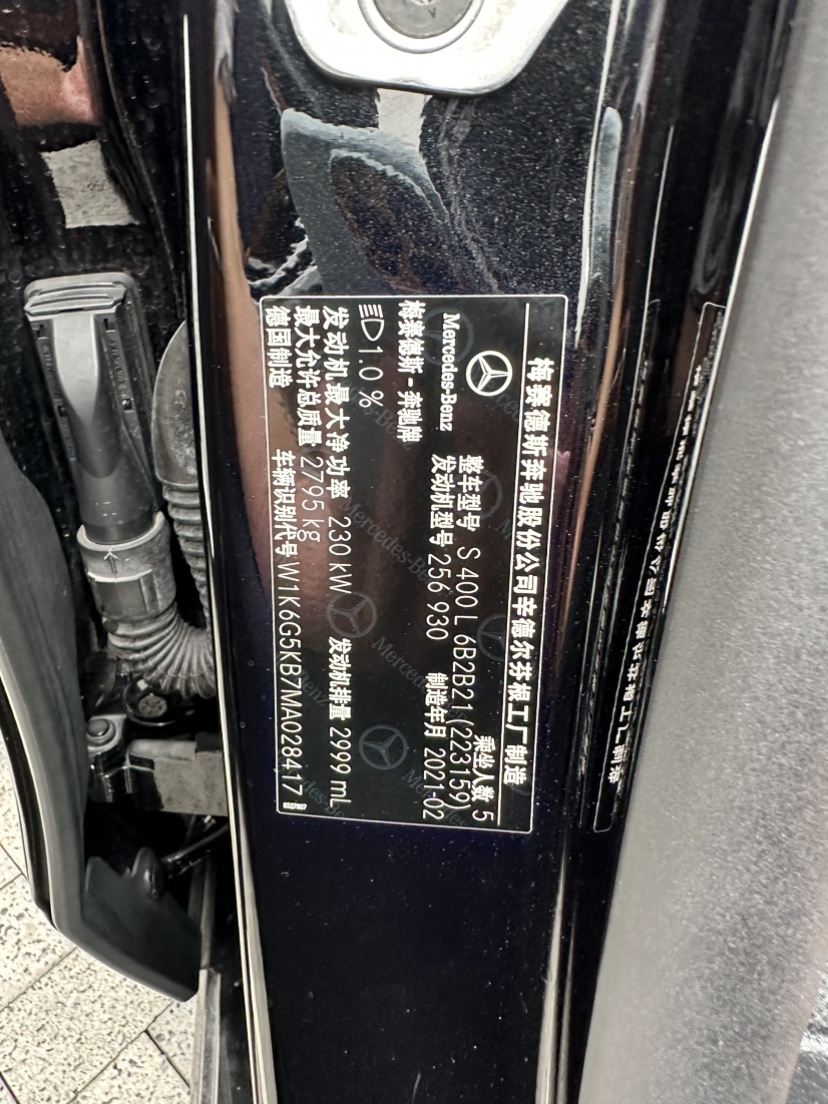 梅赛德斯奔驰股份公司辛德尔芬根工厂制造
Mercedes-Benz
梅赛德斯 - 奔驰牌
整车型号 S 400 L 6B2B21 (223159)
乘坐人数 5
发动机型号 256 930
制造年月 2021-02
1.0 %
发动机最大净功率 230 kW
发动机排量 2999 mL
最大允许总质量 2795 kg
德国制造
车辆识别代号 W1K6G5KB7MA028417